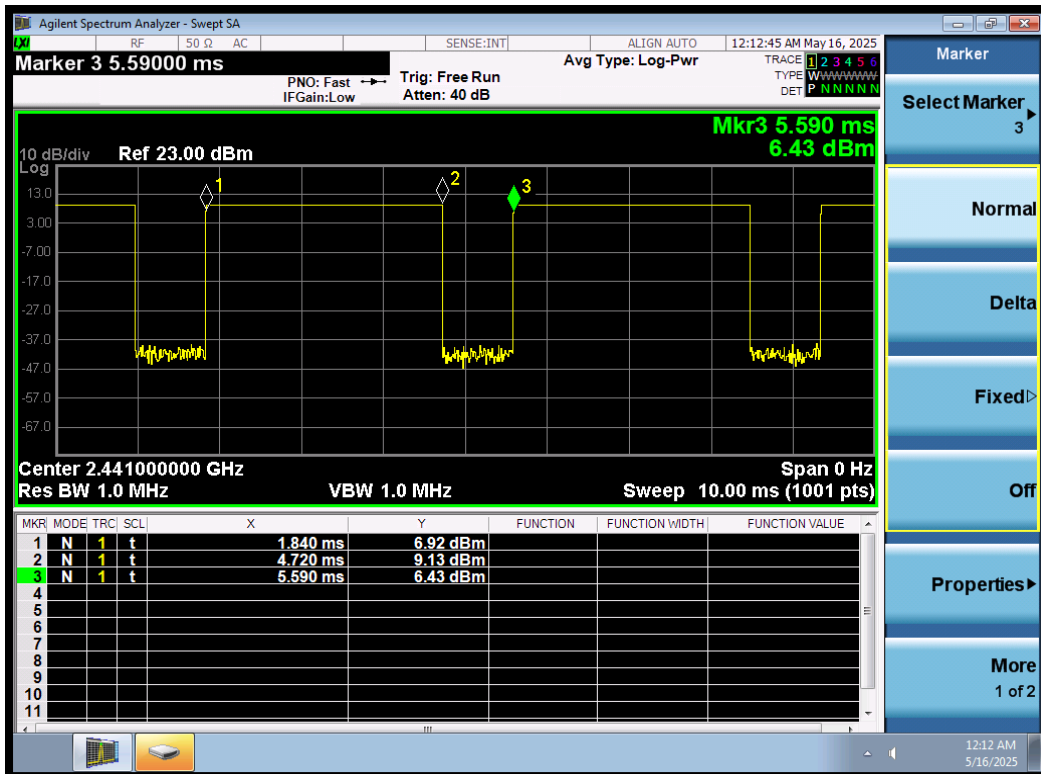 Agilent Spectrum Analyzer - Swept SA
LXI RF 50 Ω AC SENSE:INT ALIGN AUTO 12:12:45 AM May 16, 2025
Marker 3 5.59000 ms
PNO: Fast
IFGain:Low
Trig: Free Run
Atten: 40 dB
Avg Type: Log-Pwr
TRACE 1 2 3 4 5 6
TYPE WWWWWWW
DET P N N N N N
Mkr3 5.590 ms
6.43 dBm
10 dB/div Ref 23.00 dBm
Log
13.0
3.00
-7.00
-17.0
-27.0
-37.0
-47.0
-57.0
-67.0
1
2
3
Center 2.441000000 GHz Span 0 Hz
Res BW 1.0 MHz VBW 1.0 MHz Sweep 10.00 ms (1001 pts)
MKR MODE TRC SCL X Y FUNCTION FUNCTION WIDTH FUNCTION VALUE
1 N 1 t 1.840 ms 6.92 dBm
2 N 1 t 4.720 ms 9.13 dBm
3 N 1 t 5.590 ms 6.43 dBm
4
5
6
7
8
9
10
11
Marker
Select Marker
3
Normal
Delta
Fixed
Off
Properties
More
1 of 2
12:12 AM
5/16/2025